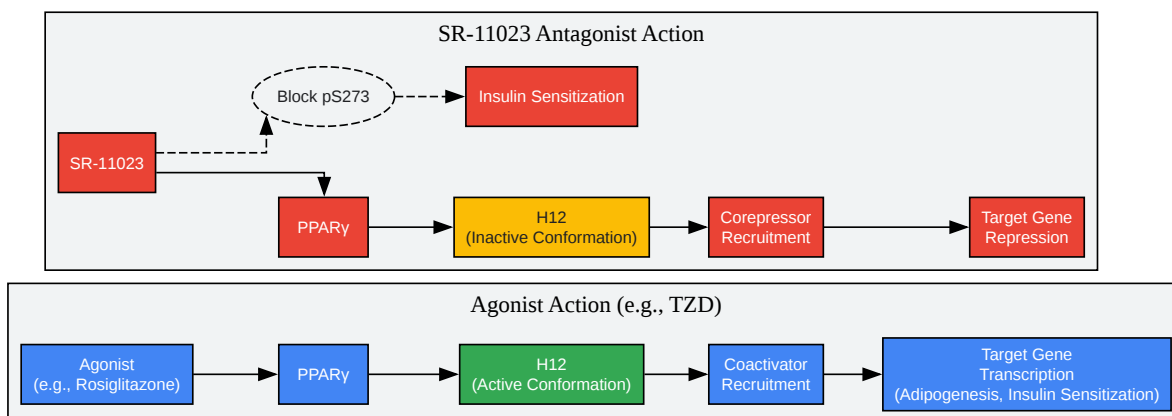 SR-11023 Antagonist Action
Block pS273
Insulin Sensitization
SR-11023
PPARγ
H12
(Inactive Conformation)
Corepressor
Recruitment
Target Gene
Repression
Agonist Action (e.g., TZD)
Agonist
(e.g., Rosiglitazone)
PPARγ
H12
(Active Conformation)
Coactivator
Recruitment
Target Gene
Transcription
(Adipogenesis, Insulin Sensitization)